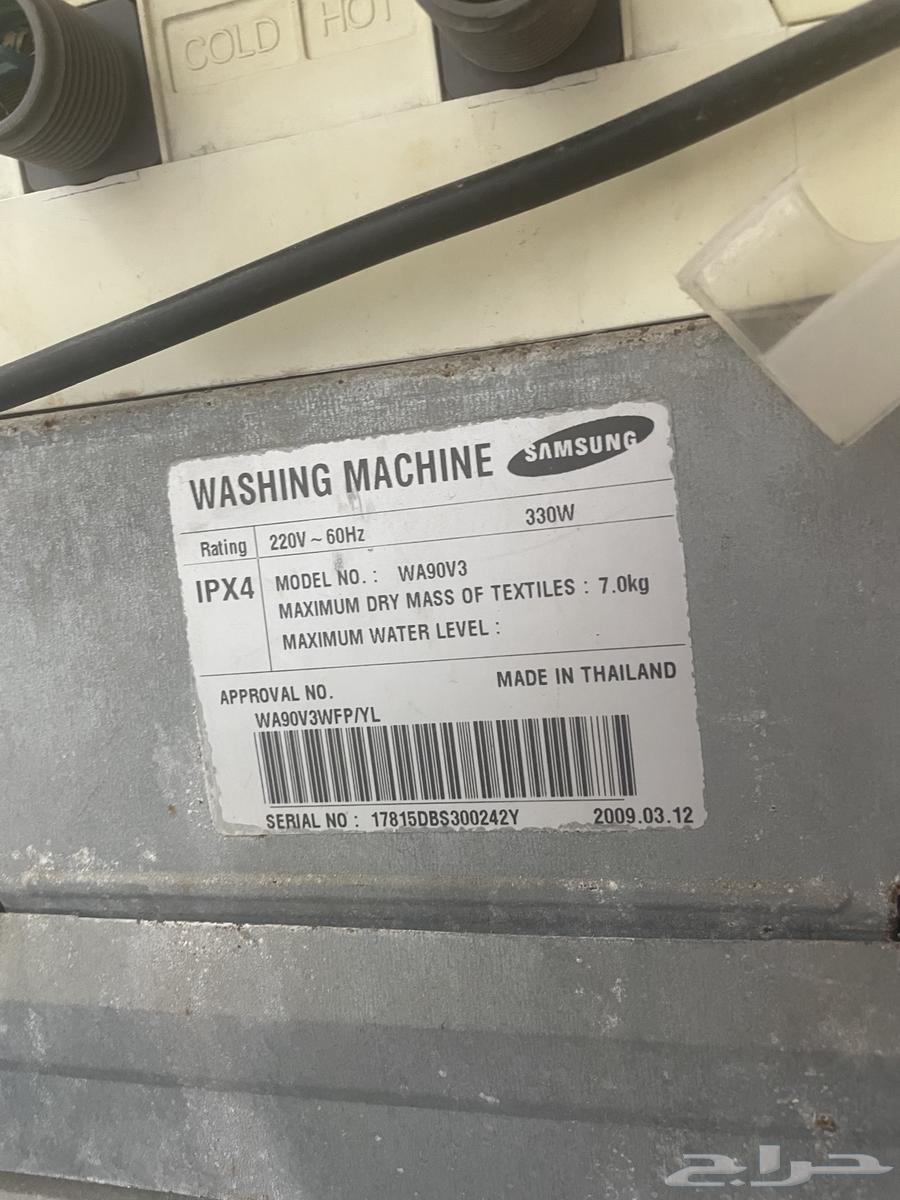 COLD HOT
WASHING MACHINE SAMSUNG
Rating 220V ~ 60Hz 330W
IPX4 MODEL NO. : WA90V3
MAXIMUM DRY MASS OF TEXTILES : 7.0kg
MAXIMUM WATER LEVEL :
MADE IN THAILAND
APPROVAL NO.
WA90V3WFP/YL
SERIAL NO : 17815DBS300242Y 2009.03.12
حراج